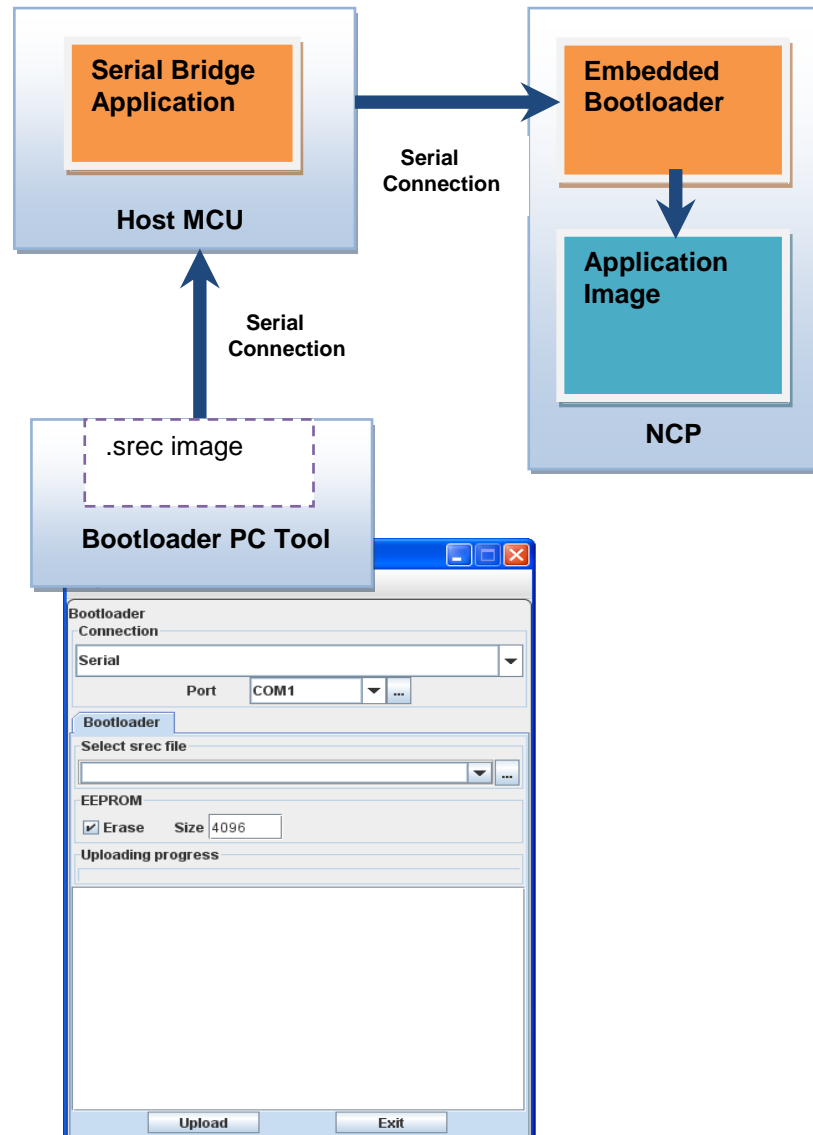 Serial Bridge
Application
Host MCU
Serial
Connection
Embedded
Bootloader
Application
Image
NCP
Serial
Connection
.srec image
Bootloader PC Tool
Bootloader
Connection
Serial
Port COM1 ...
Bootloader
Select srec file
...
EEPROM
Erase Size 4096
Uploading progress
Upload Exit